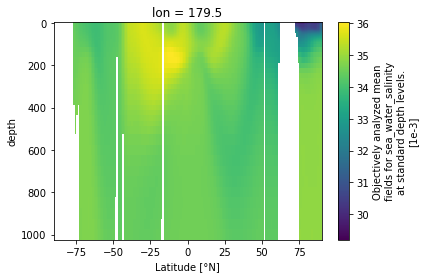 lon = 179.5
0
200
400
600
800
1000
depth
−75
−50
−25
0
25
50
75
Latitude [°N]
36
35
34
33
32
31
30
Objectively analyzed mean
fields for sea_water_salinity
at standard depth levels.
[1e-3]